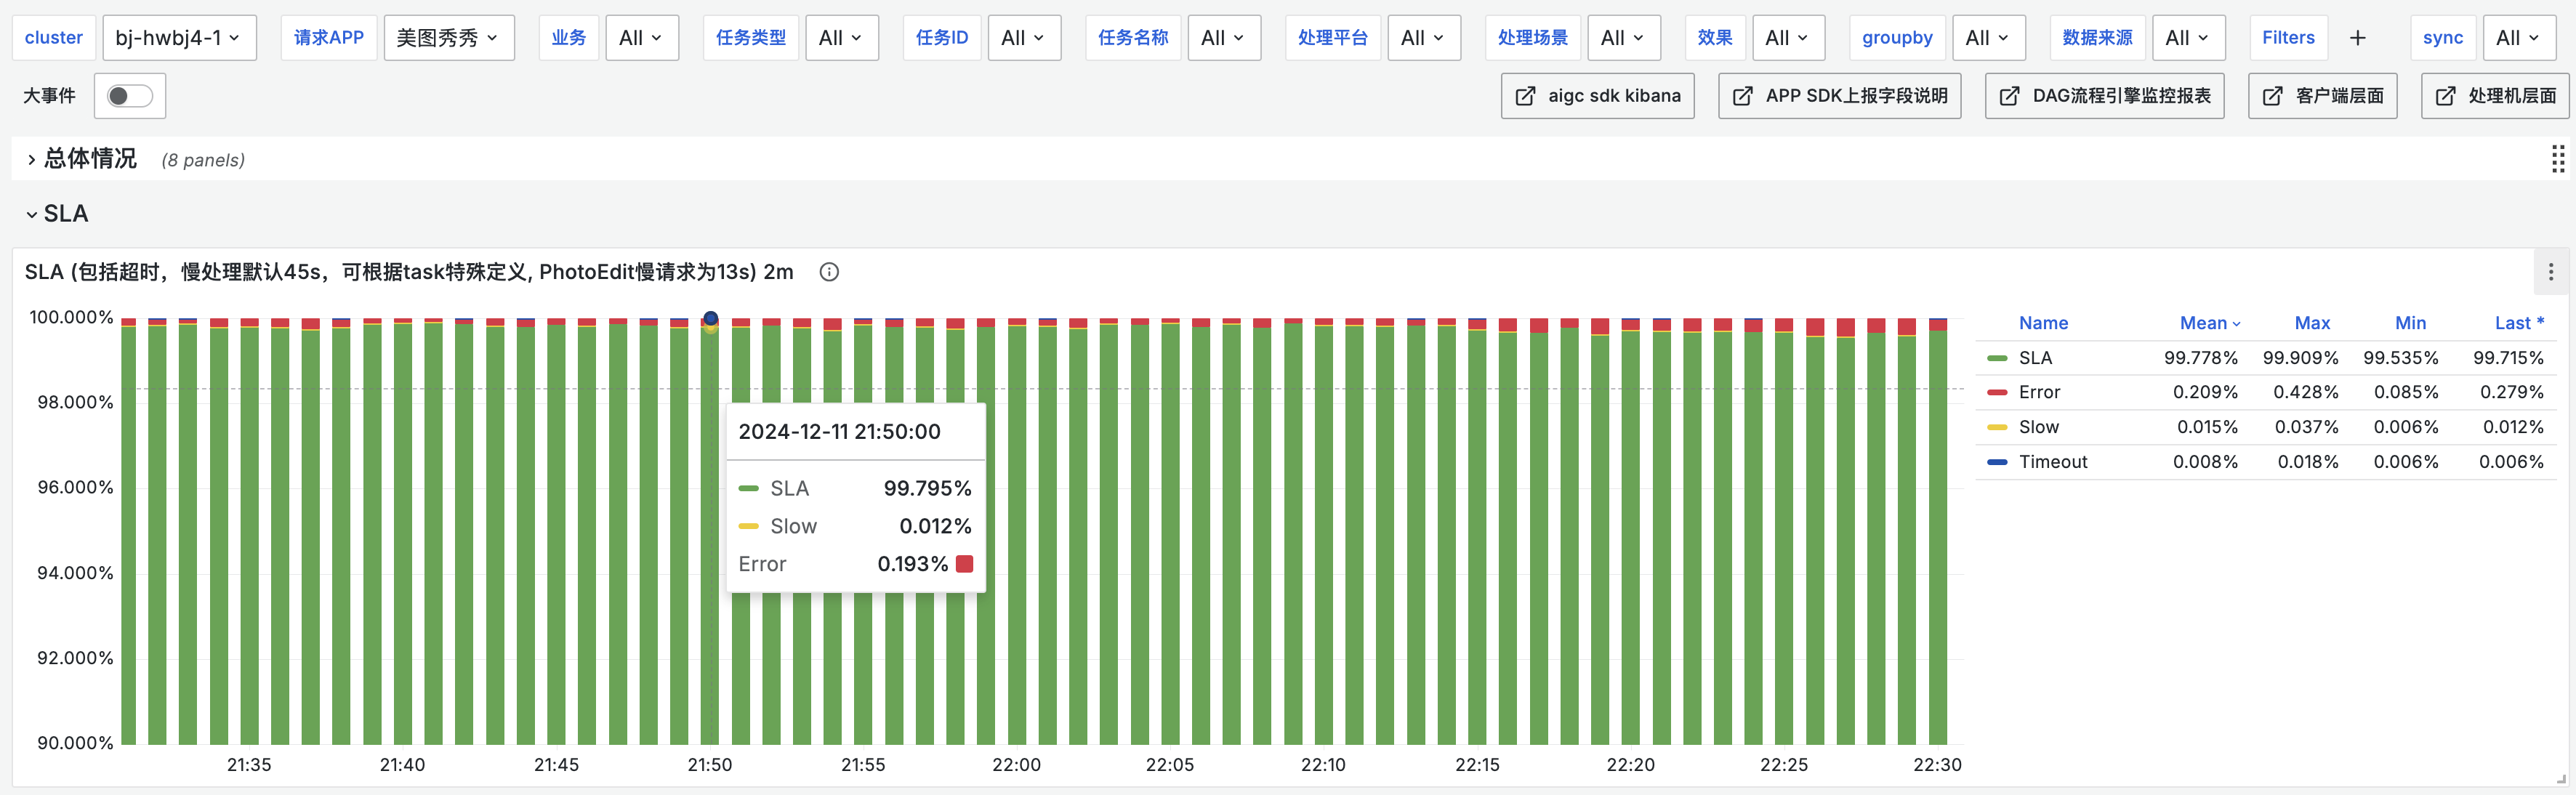 cluster bj-hwbj4-1 请求APP 美图秀秀 业务 All 任务类型 All 任务ID All 任务名称 All 处理平台 All 处理场景 All 效果 All groupby All 数据来源 All Filters + sync All
大事件 aigc sdk kibana APP SDK上报字段说明 DAG流程引擎监控报表 客户端层面 处理机层面
总体情况 (8 panels)
SLA
SLA (包括超时，慢处理默认45s，可根据task特殊定义, PhotoEdit慢请求为13s) 2m
100.000%
98.000%
96.000%
94.000%
92.000%
90.000%
21:35 21:40 21:45 21:50 21:55 22:00 22:05 22:10 22:15 22:20 22:25 22:30
2024-12-11 21:50:00
SLA 99.795%
Slow 0.012%
Error 0.193%
Name Mean Max Min Last *
SLA 99.778% 99.909% 99.535% 99.715%
Error 0.209% 0.428% 0.085% 0.279%
Slow 0.015% 0.037% 0.006% 0.012%
Timeout 0.008% 0.018% 0.006% 0.006%